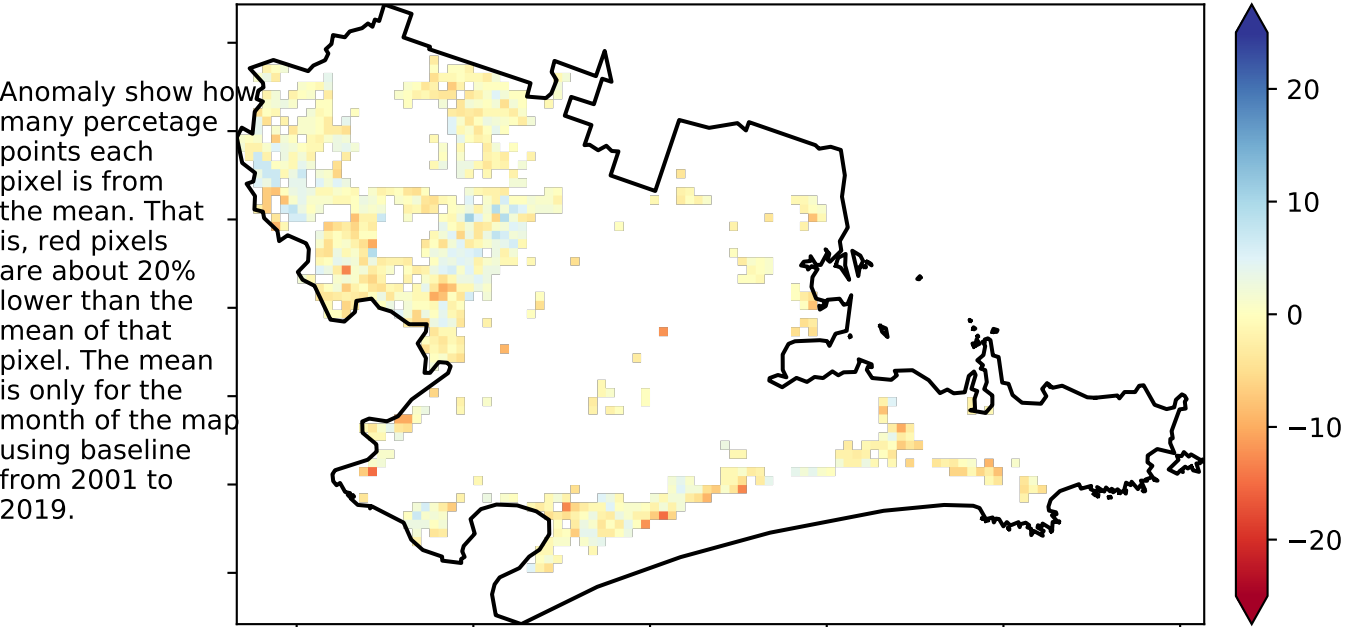 Anomaly show how
many percetage
points each
pixel is from
the mean. That
is, red pixels
are about 20%
lower than the
mean of that
pixel. The mean
is only for the
month of the map
using baseline
from 2001 to
2019.
20
10
0
−10
−20